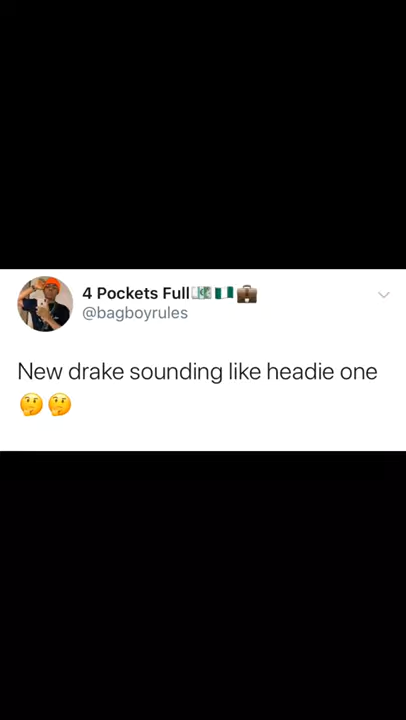 4 Pockets Full💵🇳🇬💼
@bagboyrules
New drake sounding like headie one
🤔🤔